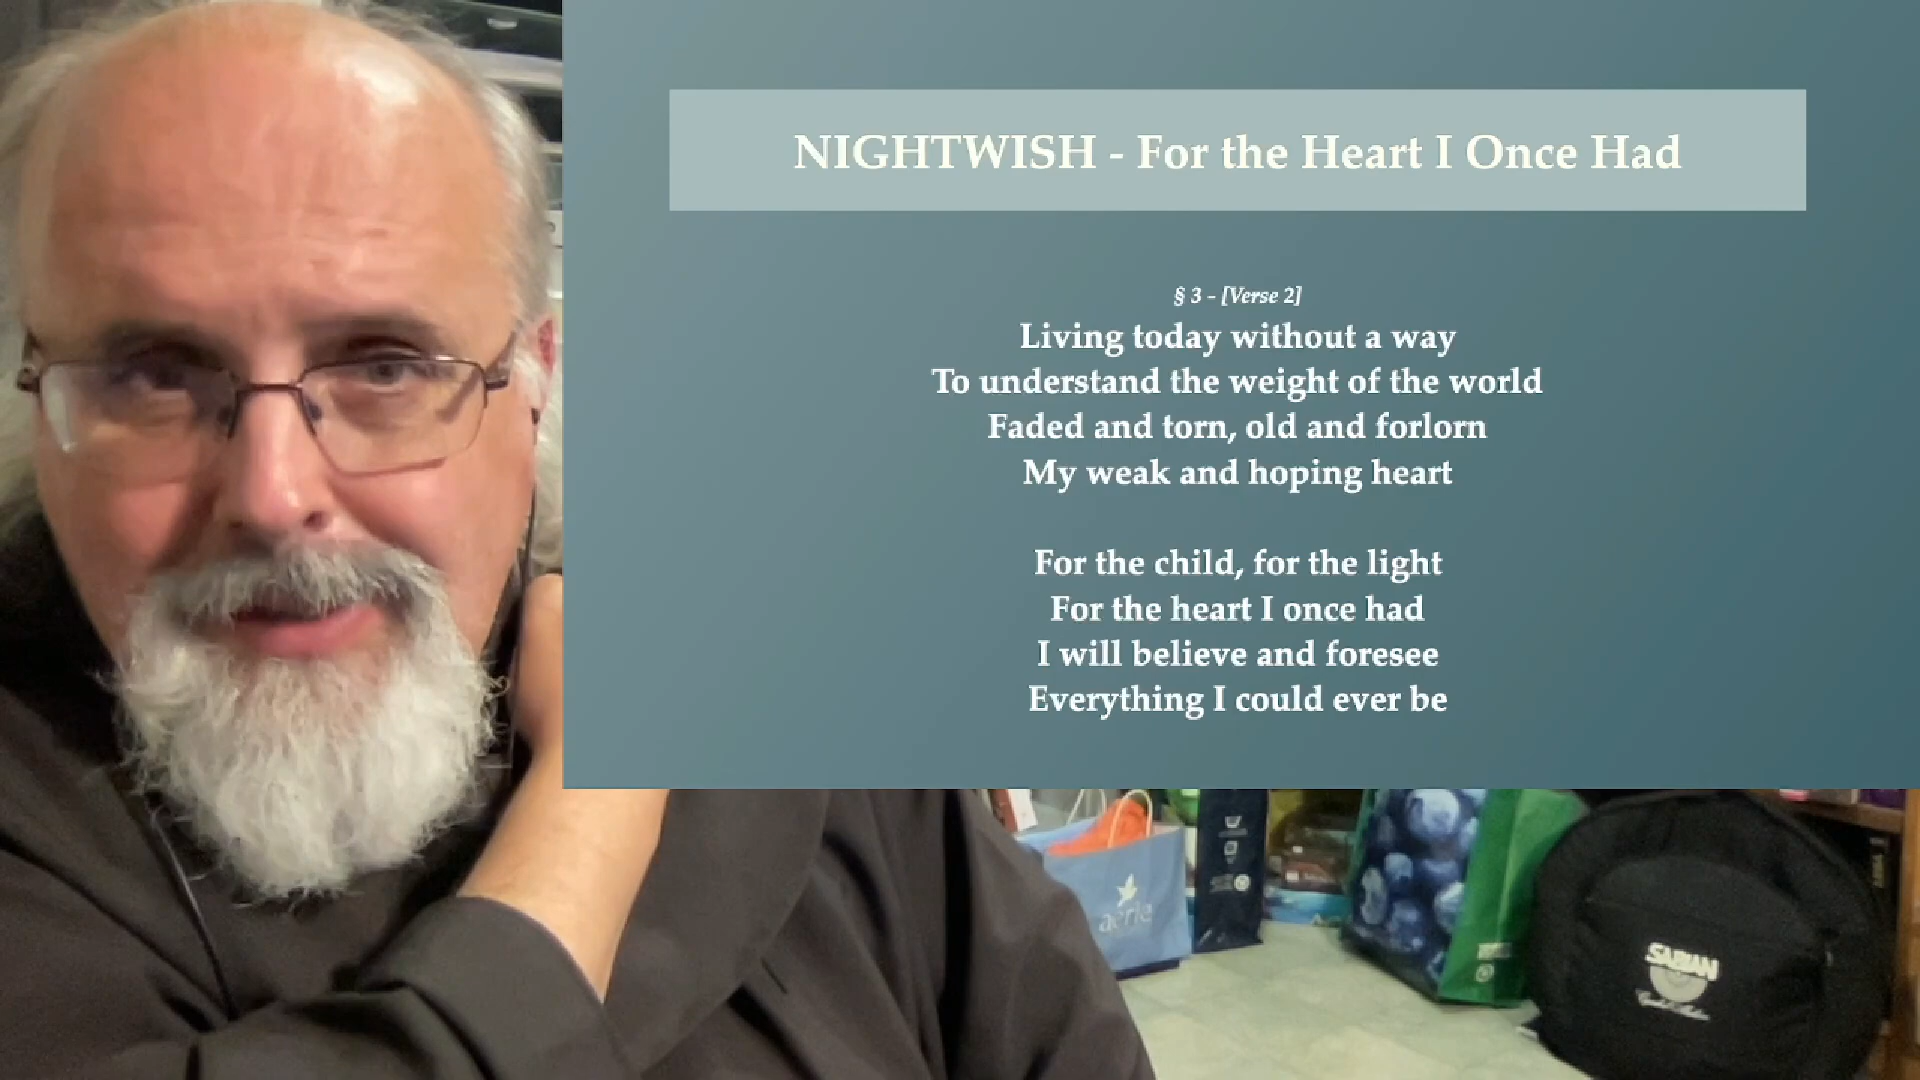 NIGHTWISH - For the Heart I Once Had
§ 3 - [Verse 2]
Living today without a way
To understand the weight of the world
Faded and torn, old and forlorn
My weak and hoping heart
For the child, for the light
For the heart I once had
I will believe and foresee
Everything I could ever be
aerie
SABIAN